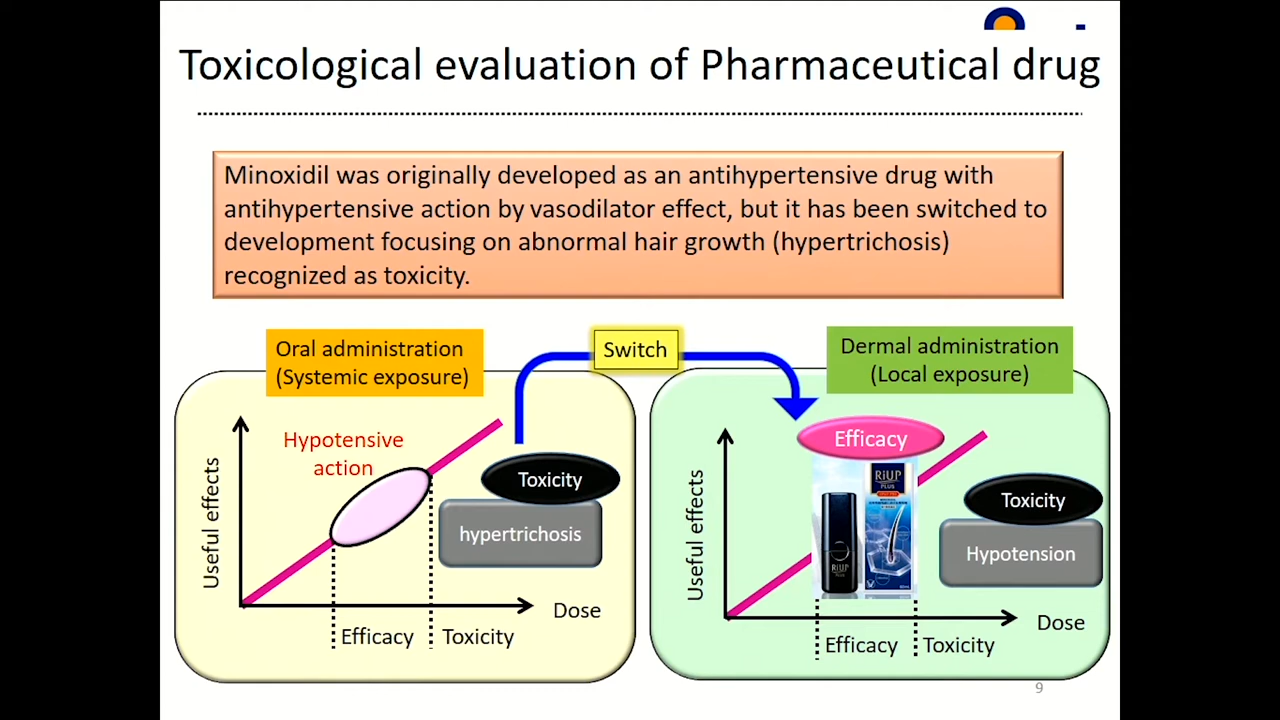 Toxicological evaluation of Pharmaceutical drug
Minoxidil was originally developed as an antihypertensive drug with
antihypertensive action by vasodilator effect, but it has been switched to
development focusing on abnormal hair growth (hypertrichosis)
recognized as toxicity.
Oral administration
(Systemic exposure)
Switch
Dermal administration
(Local exposure)
Useful effects
Hypotensive
action
Toxicity
hypertrichosis
Dose
Efficacy
Toxicity
Useful effects
Efficacy
RiUP
PLUS
RiUP
PLUS
Toxicity
Hypotension
Dose
Efficacy
Toxicity
9